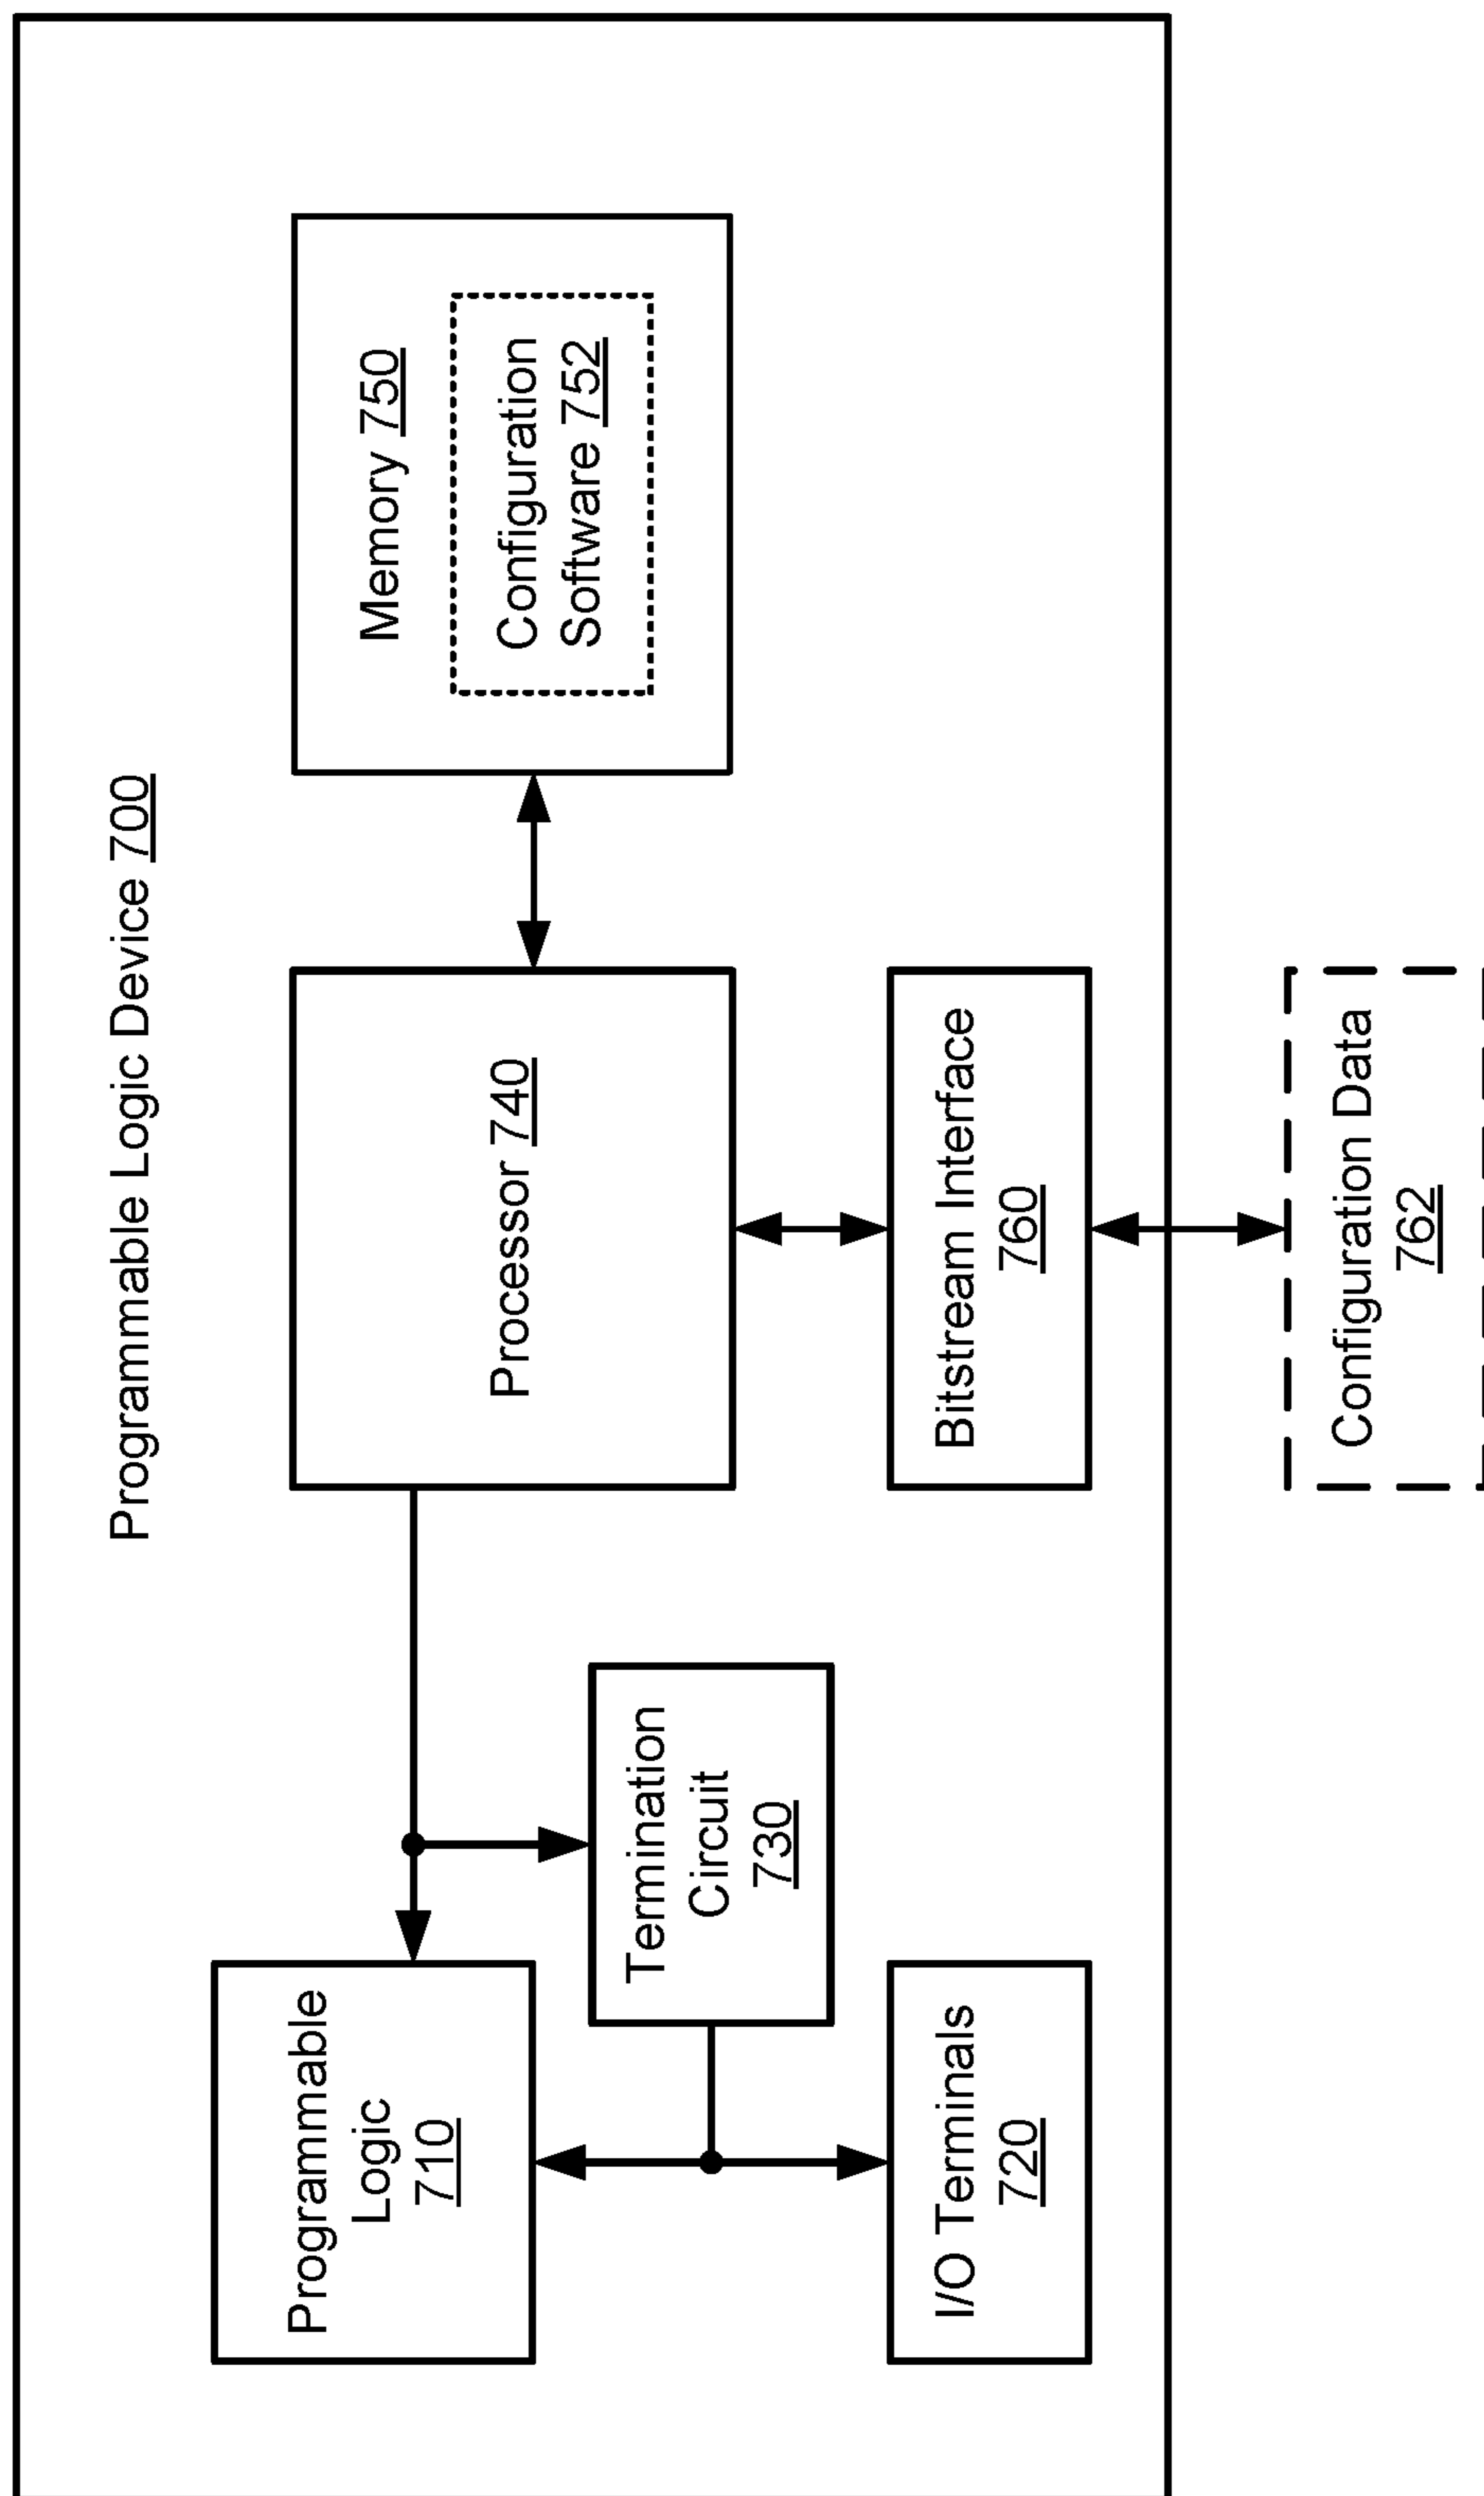 Programmable Logic Device 700
Programmable
Logic
710
Processor 740
Memory 750
Configuration
Software 752
Termination
Circuit
730
I/O Terminals
720
Bitstream Interface
760
Configuration Data
762